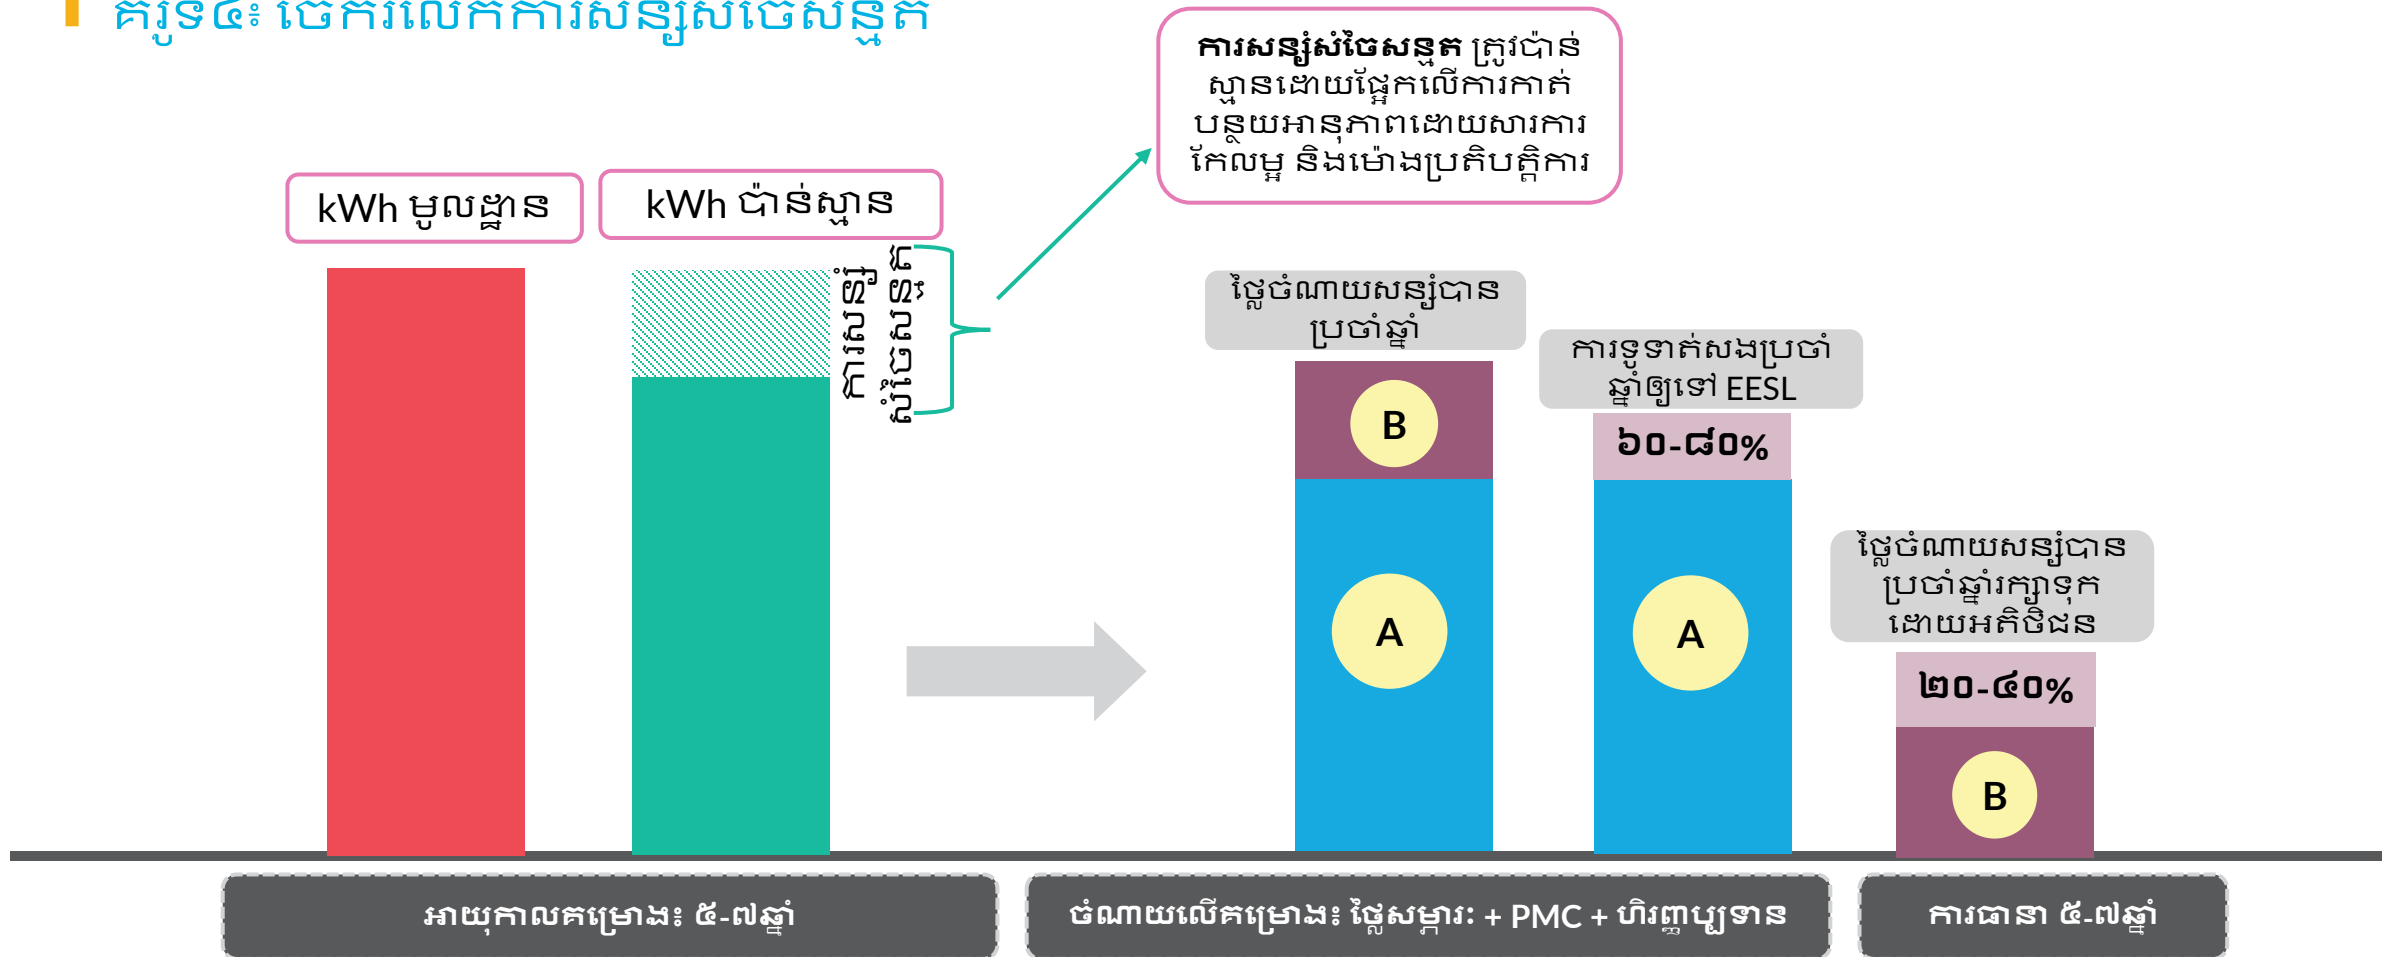 គំរូទី៤៖ ចែករំលែកការសន្សំសំចៃសន្មត
ការសន្សំសំចៃសន្មត ត្រូវប៉ាន់
ស្មានដោយផ្អែកលើការកាត់
បន្ថយអានុភាពដោយសារការ
កែលម្អ និងម៉ោងប្រតិបត្តិការ
kWh មូលដ្ឋាន
kWh ប៉ាន់ស្មាន
ការសន្សំ
សំចៃសន្មត
ថ្លៃចំណាយសន្សំបាន
ប្រចាំឆ្នាំ
B
A
ការទូទាត់សងប្រចាំ
ឆ្នាំឲ្យទៅ EESL
៦០-៨០%
A
ថ្លៃចំណាយសន្សំបាន
ប្រចាំឆ្នាំរក្សាទុក
ដោយអតិថិជន
២០-៤០%
B
អាយុកាលគម្រោង៖ ៥-៧ឆ្នាំ
ចំណាយលើគម្រោង៖ ថ្លៃសម្ភារៈ + PMC + ហិរញ្ញប្បទាន
ការធានា ៥-៧ឆ្នាំ